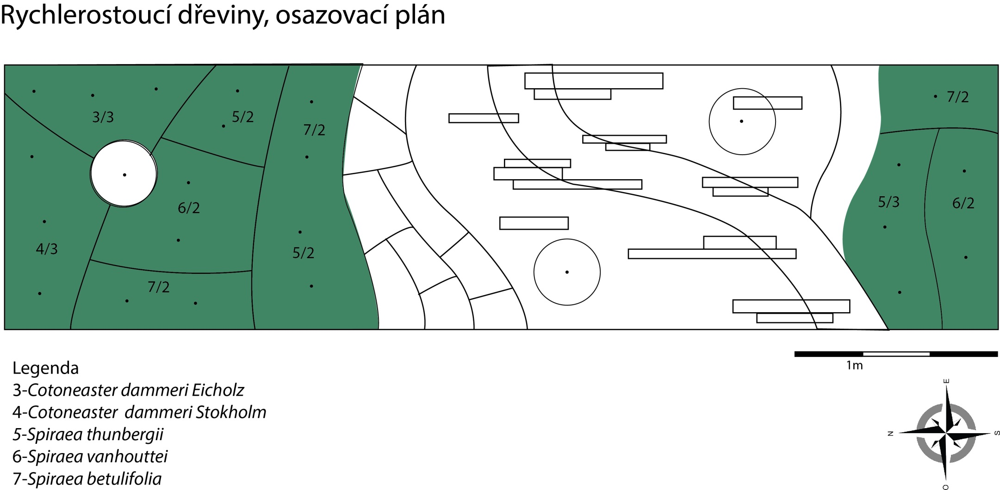 Rychlerostoucí dřeviny, osazovací plán
3/3
5/2
7/2
7/2
6/2
5/3
6/2
4/3
5/2
7/2
1m
Legenda
3-Cotoneaster dammeri Eicholz
4-Cotoneaster dammeri Stokholm
5-Spiraea thunbergii
6-Spiraea vanhouttei
7-Spiraea betulifolia
E
N
S
O